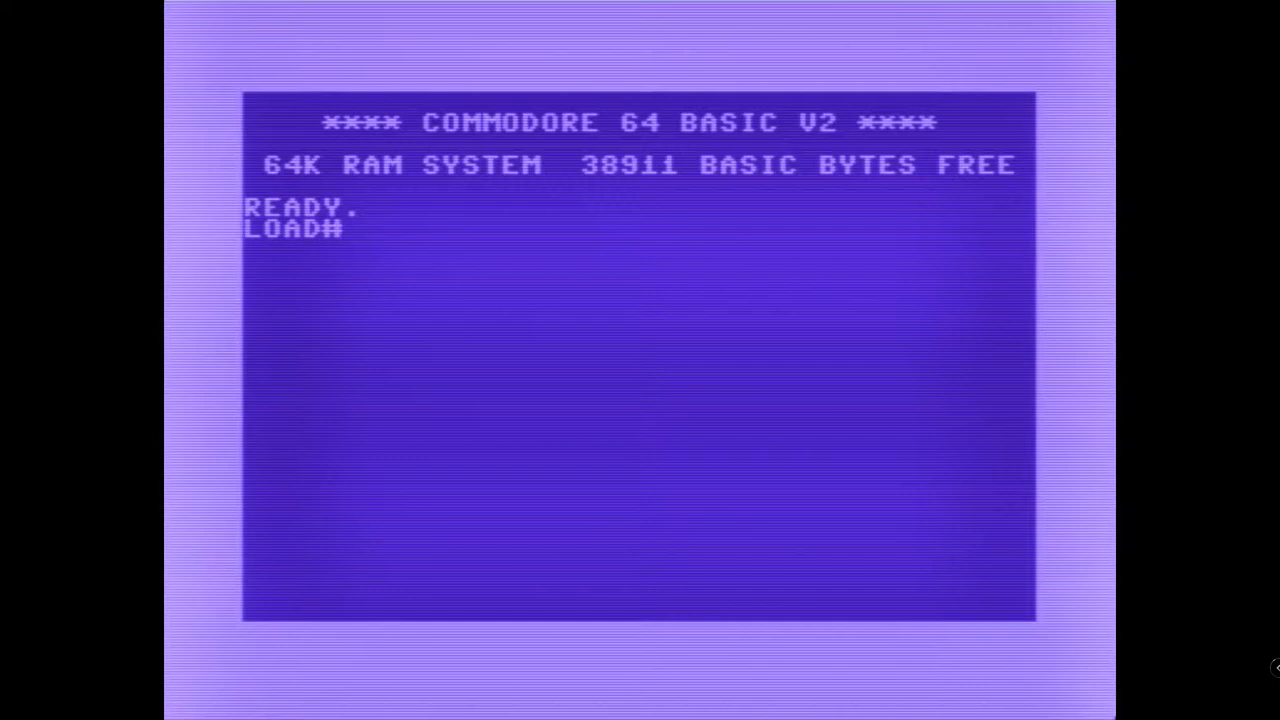 **** COMMODORE 64 BASIC V2 ****
64K RAM SYSTEM  38911 BASIC BYTES FREE
READY.
LOAD#